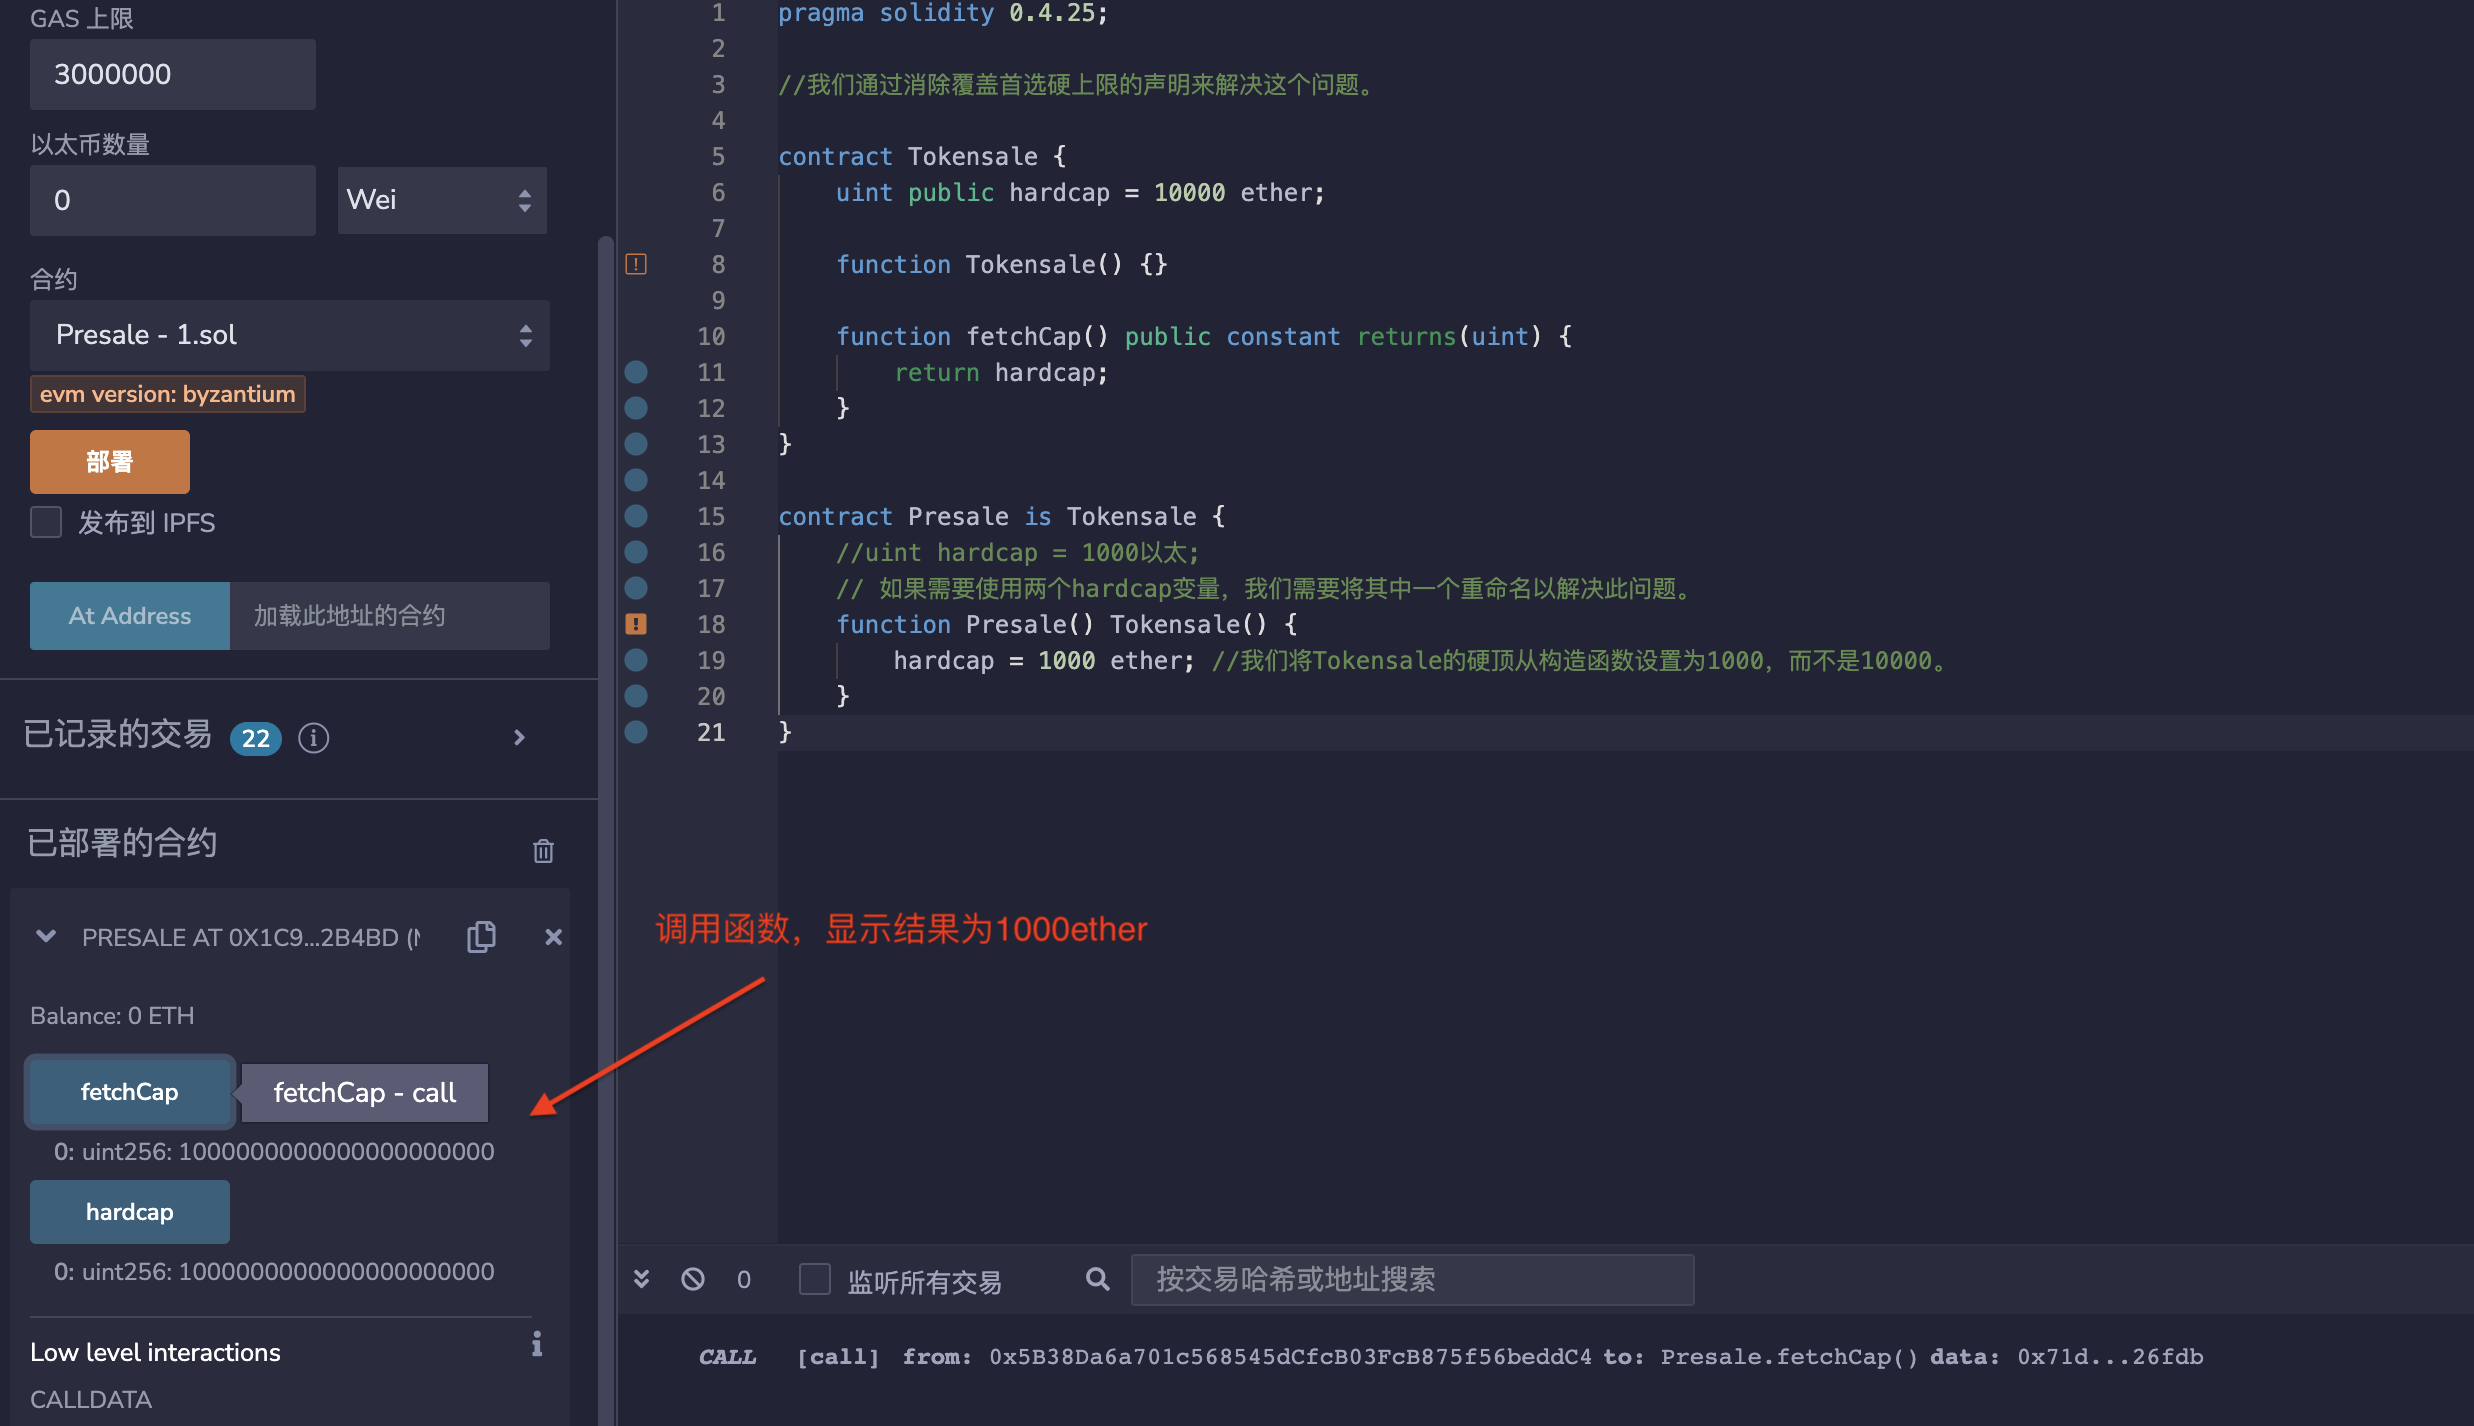 GAS 上限
3000000
以太币数量
0
Wei
合约
Presale - 1.sol
evm version: byzantium
部署
发布到 IPFS
At Address
加载此地址的合约
已记录的交易 22
已部署的合约
PRESALE AT 0X1C9...2B4BD (
Balance: 0 ETH
fetchCap
fetchCap - call
0: uint256: 1000000000000000000000
hardcap
0: uint256: 1000000000000000000000
Low level interactions
CALLDATA
1 pragma solidity 0.4.25;
2
3 //我们通过消除覆盖首选硬上限的声明来解决这个问题。
4
5 contract Tokensale {
6 uint public hardcap = 10000 ether;
7
8 function Tokensale() {}
9
10 function fetchCap() public constant returns(uint) {
11 return hardcap;
12 }
13 }
14
15 contract Presale is Tokensale {
16 //uint hardcap = 1000以太;
17 // 如果需要使用两个hardcap变量，我们需要将其中一个重命名以解决此问题。
18 function Presale() Tokensale() {
19 hardcap = 1000 ether; //我们将Tokensale的硬顶从构造函数设置为1000，而不是10000。
20 }
21 }
调用函数，显示结果为1000ether
0
监听所有交易
按交易哈希或地址搜索
CALL [call] from: 0x5B38Da6a701c568545dCfcB03FcB875f56beddC4 to: Presale.fetchCap() data: 0x71d...26fdb